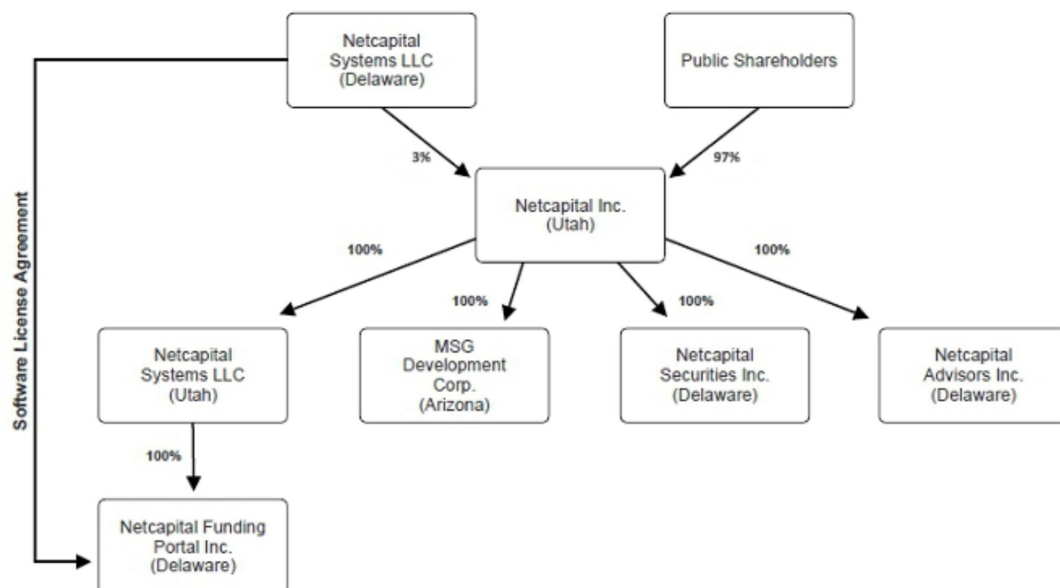 Netcapital
Systems LLC
(Delaware)
Public Shareholders
3%
97%
Netcapital Inc.
(Utah)
Software License Agreement
100%
100%
100%
100%
Netcapital
Systems LLC
(Utah)
MSG
Development
Corp.
(Arizona)
Netcapital
Securities Inc.
(Delaware)
Netcapital
Advisors Inc.
(Delaware)
100%
Netcapital Funding
Portal Inc.
(Delaware)